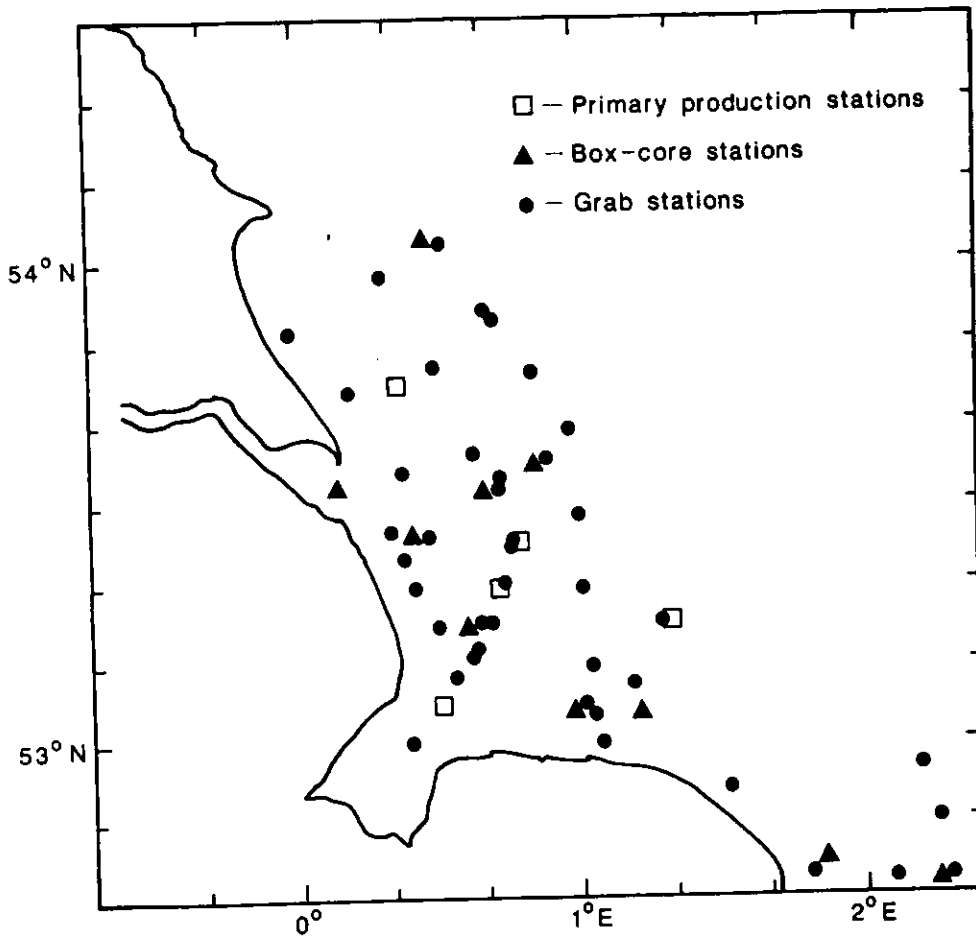 — Primary production stations
— Box-core stations
— Grab stations
54° N
53° N
0°
1° E
2° E